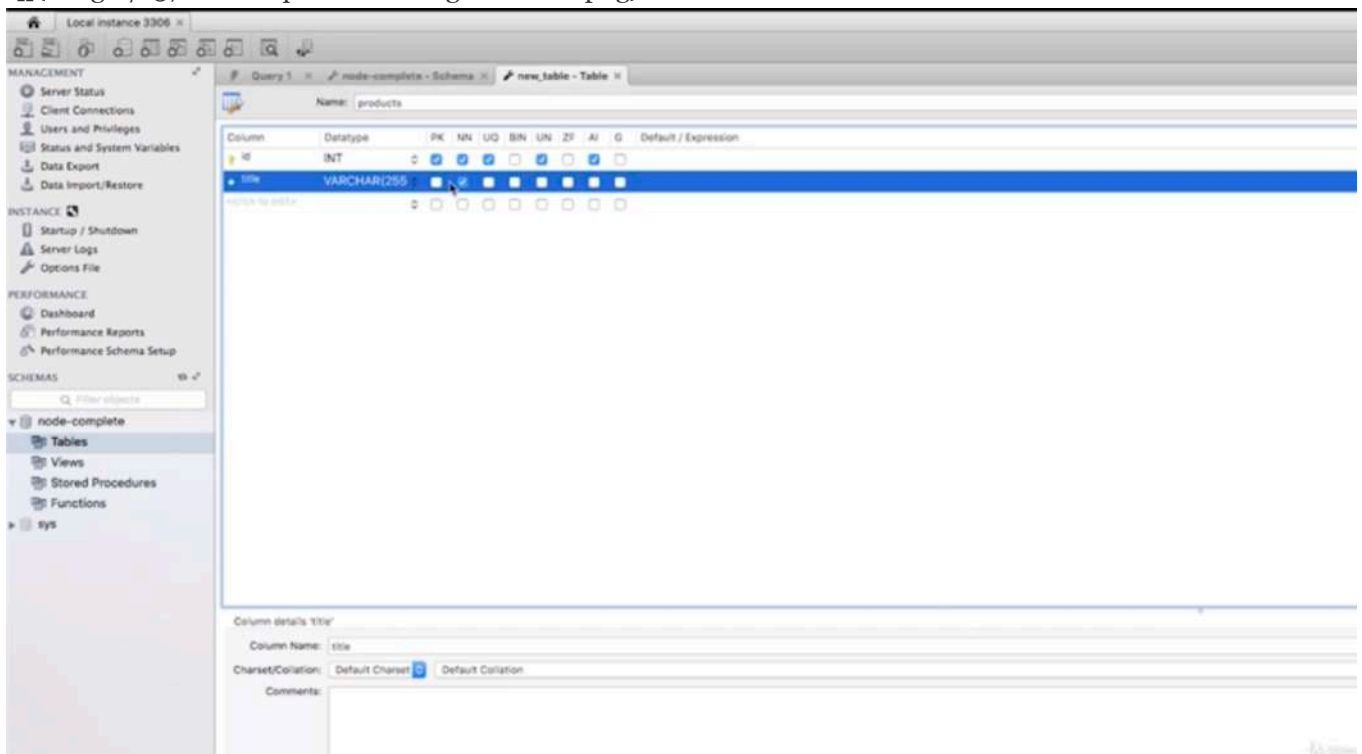 Local instance 3306
MANAGEMENT
Server Status
Client Connections
Users and Privileges
Status and System Variables
Data Export
Data Import/Restore
INSTANCE
Startup / Shutdown
Server Logs
Options File
PERFORMANCE
Dashboard
Performance Reports
Performance Schema Setup
SCHEMAS
Filter objects
node-complete
Tables
Views
Stored Procedures
Functions
sys
Query 1 node-complete - Schema new_table - Table
Name: products
Column Datatype PK NN UQ BIN UN ZF AI G Default / Expression
id INT
title VARCHAR(255
Column details 'title'
Column Name: title
Charset/Collation: Default Charset Default Collation
Comments: